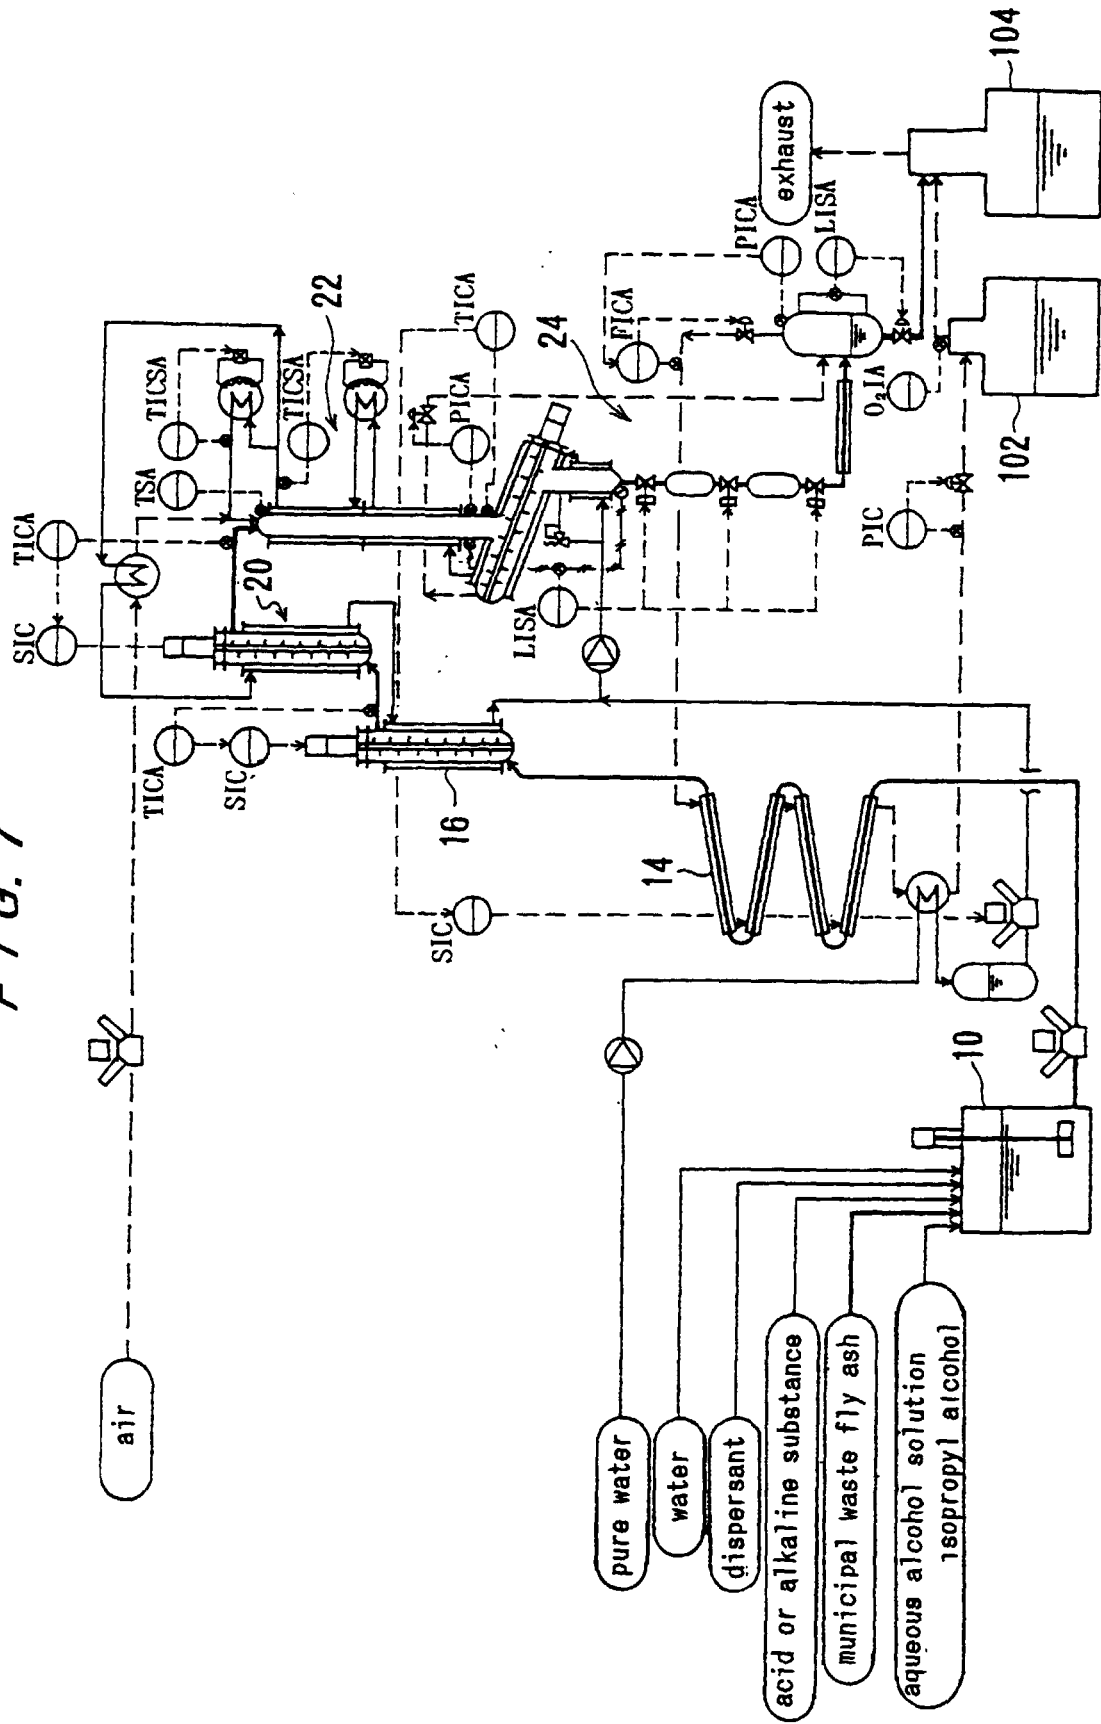 FIG. 7
air
SIC
TICA
TSA
TICSA
TICSA
22
20
TICA
SIC
16
PICA
TICA
24
LISA
FICA
PICA
exhaust
LISA
104
O₂IA
102
PIC
SIC
14
10
pure water
water
dispersant
acid or alkaline substance
municipal waste fly ash
aqueous alcohol solution
isopropyl alcohol